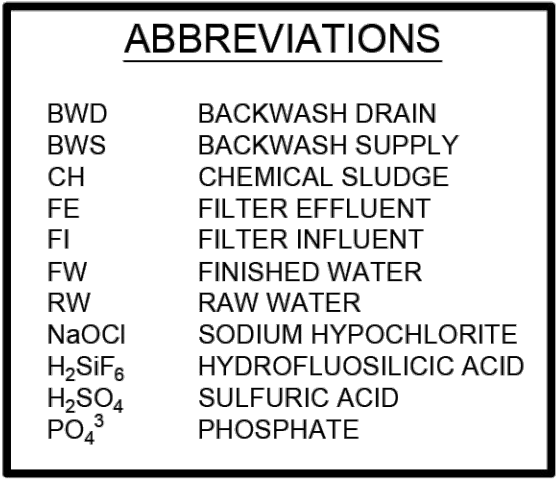 ABBREVIATIONS
BWD BACKWASH DRAIN
BWS BACKWASH SUPPLY
CH CHEMICAL SLUDGE
FE FILTER EFFLUENT
FI FILTER INFLUENT
FW FINISHED WATER
RW RAW WATER
NaOCl SODIUM HYPOCHLORITE
H₂SiF₆ HYDROFLUOSILICIC ACID
H₂SO₄ SULFURIC ACID
PO₄³ PHOSPHATE